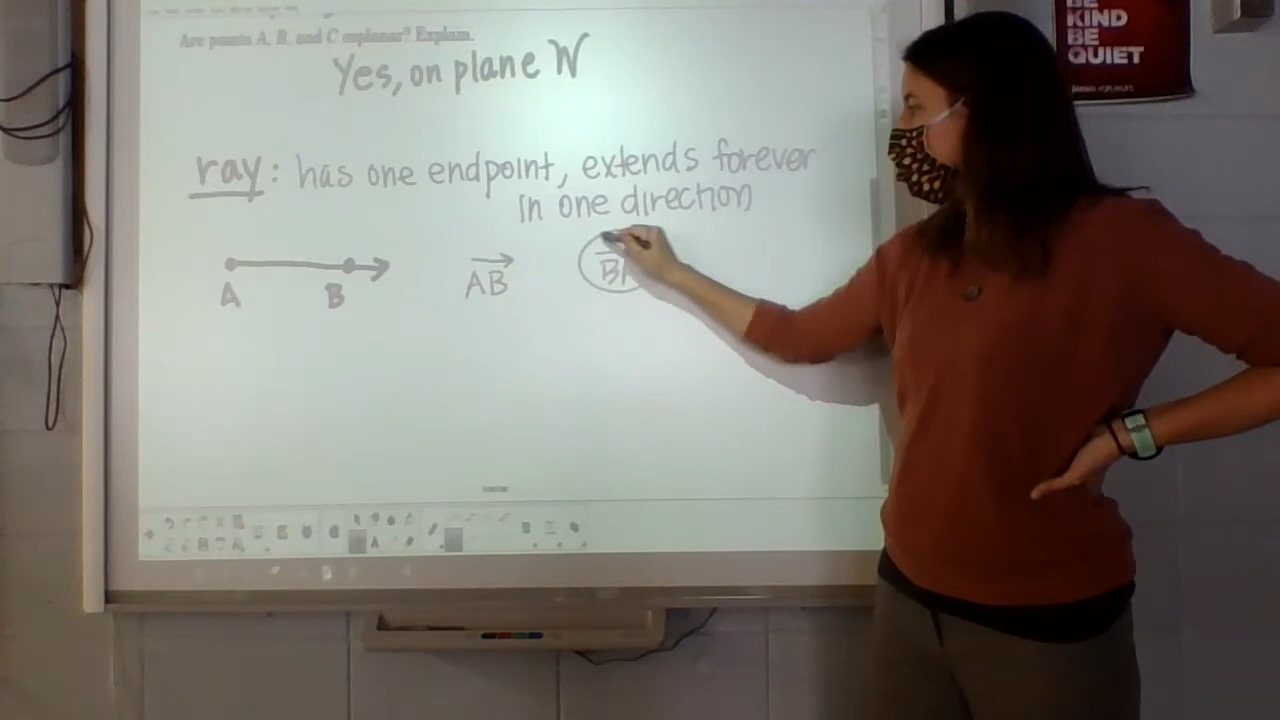 Are points A, B, and C coplanar? Explain.
Yes, on plane W
ray: has one endpoint, extends forever
in one direction
A B
AB
BA
BE
KIND
BE
QUIET